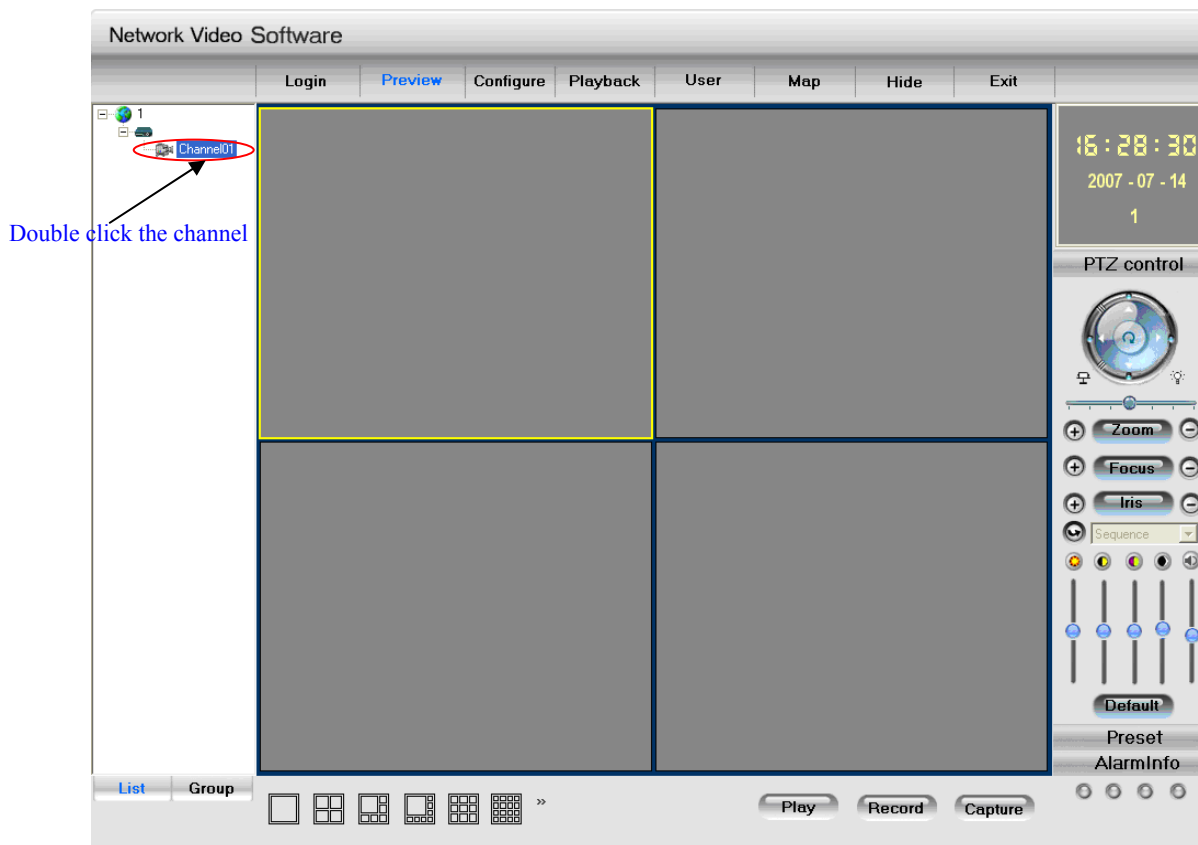 Network Video Software
Login Preview Configure Playback User Map Hide Exit
1
Channel01
Double click the channel
16:28:30
2007 - 07 - 14
1
PTZ control
Zoom
Focus
Iris
Sequence
Default
Preset
AlarmInfo
List Group
»
Play Record Capture